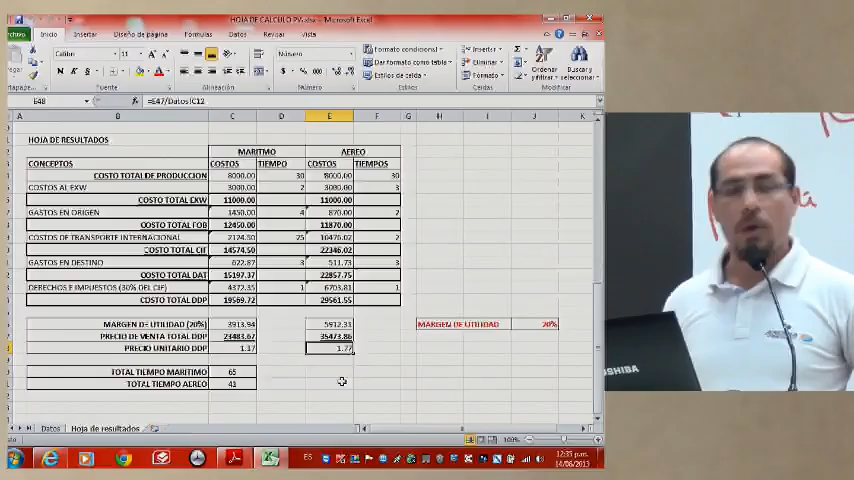 HOJA DE CALCULO PVs.xlsx - Microsoft Excel
Archivo Inicio Insertar Diseño de página Fórmulas Datos Revisar Vista
Calibri 11 Número Formato condicional Insertar
Dar formato como tabla Eliminar
Estilos de celda Formato Ordenar y filtrar Buscar y seleccionar
Fuente Alineación Número Estilos Celdas Modificar
E48 =E47/Datos!C12
A B C D E F G H I J K
HOJA DE RESULTADOS
MARITMO AEREO
CONCEPTOS COSTOS TIEMPO COSTOS TIEMPOS
COSTO TOTAL DE PRODUCCION 8000.00 30 8000.00 30
COSTOS AL EXW 3000.00 2 3000.00 3
COSTO TOTAL EXW 11000.00 11000.00
GASTOS EN ORIGEN 1450.00 4 870.00 2
COSTO TOTAL FOB 12450.00 11870.00
COSTOS DE TRANSPORTE INTERNACIONAL 2124.50 25 10476.02 2
COSTO TOTAL CIF 14574.50 22346.02
GASTOS EN DESTINO 622.87 3 511.73 3
COSTO TOTAL DAT 15197.37 22857.75
DERECHOS E IMPUESTOS (30% DEL CIF) 4372.35 1 6703.81 1
COSTO TOTAL DDP 19569.72 29561.55
MARGEN DE UTILIDAD (20%) 3913.94 5912.31 MARGEN DE UTILIDAD 20%
PRECIO DE VENTA TOTAL DDP 23483.67 35473.86
PRECIO UNITARIO DDP 1.17 1.77
TOTAL TIEMPO MARITIMO 65
TOTAL TIEMPO AEREO 41
Datos Hoja de resultados
100%
ES 12:35 p.m.
14/06/2013
TOSHIBA